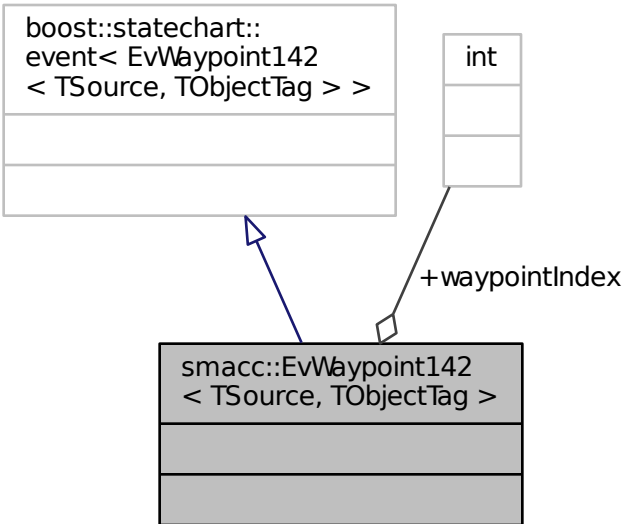 boost::statechart::
event< EvWaypoint142
< TSource, TObjectTag > >
int
+waypointIndex
smacc::EvWaypoint142
< TSource, TObjectTag >